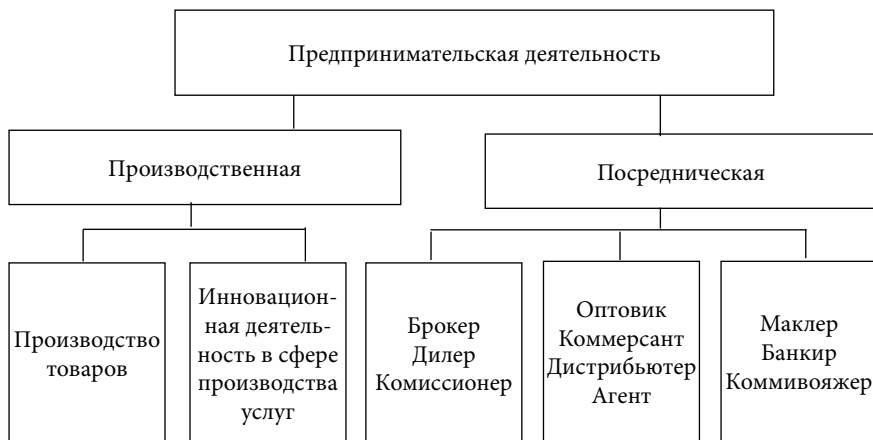 Предпринимательская деятельность
Производственная
Посредническая
Производство
товаров
Инновацион-
ная деятель-
ность в сфере
производства
услуг
Брокер
Дилер
Комиссионер
Оптовик
Коммерсант
Дистрибьютер
Агент
Маклер
Банкир
Коммивояжер